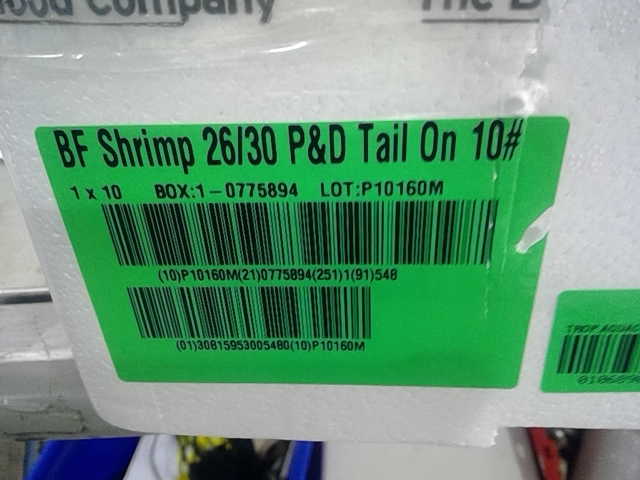 Company
BF Shrimp 26/30 P&D Tail On 10#
1 x 10 BOX:1-0775894 LOT:P10160M
(10)P10160M(21)0775894(251)1(91)548
(01)30815953005480(10)P10160M